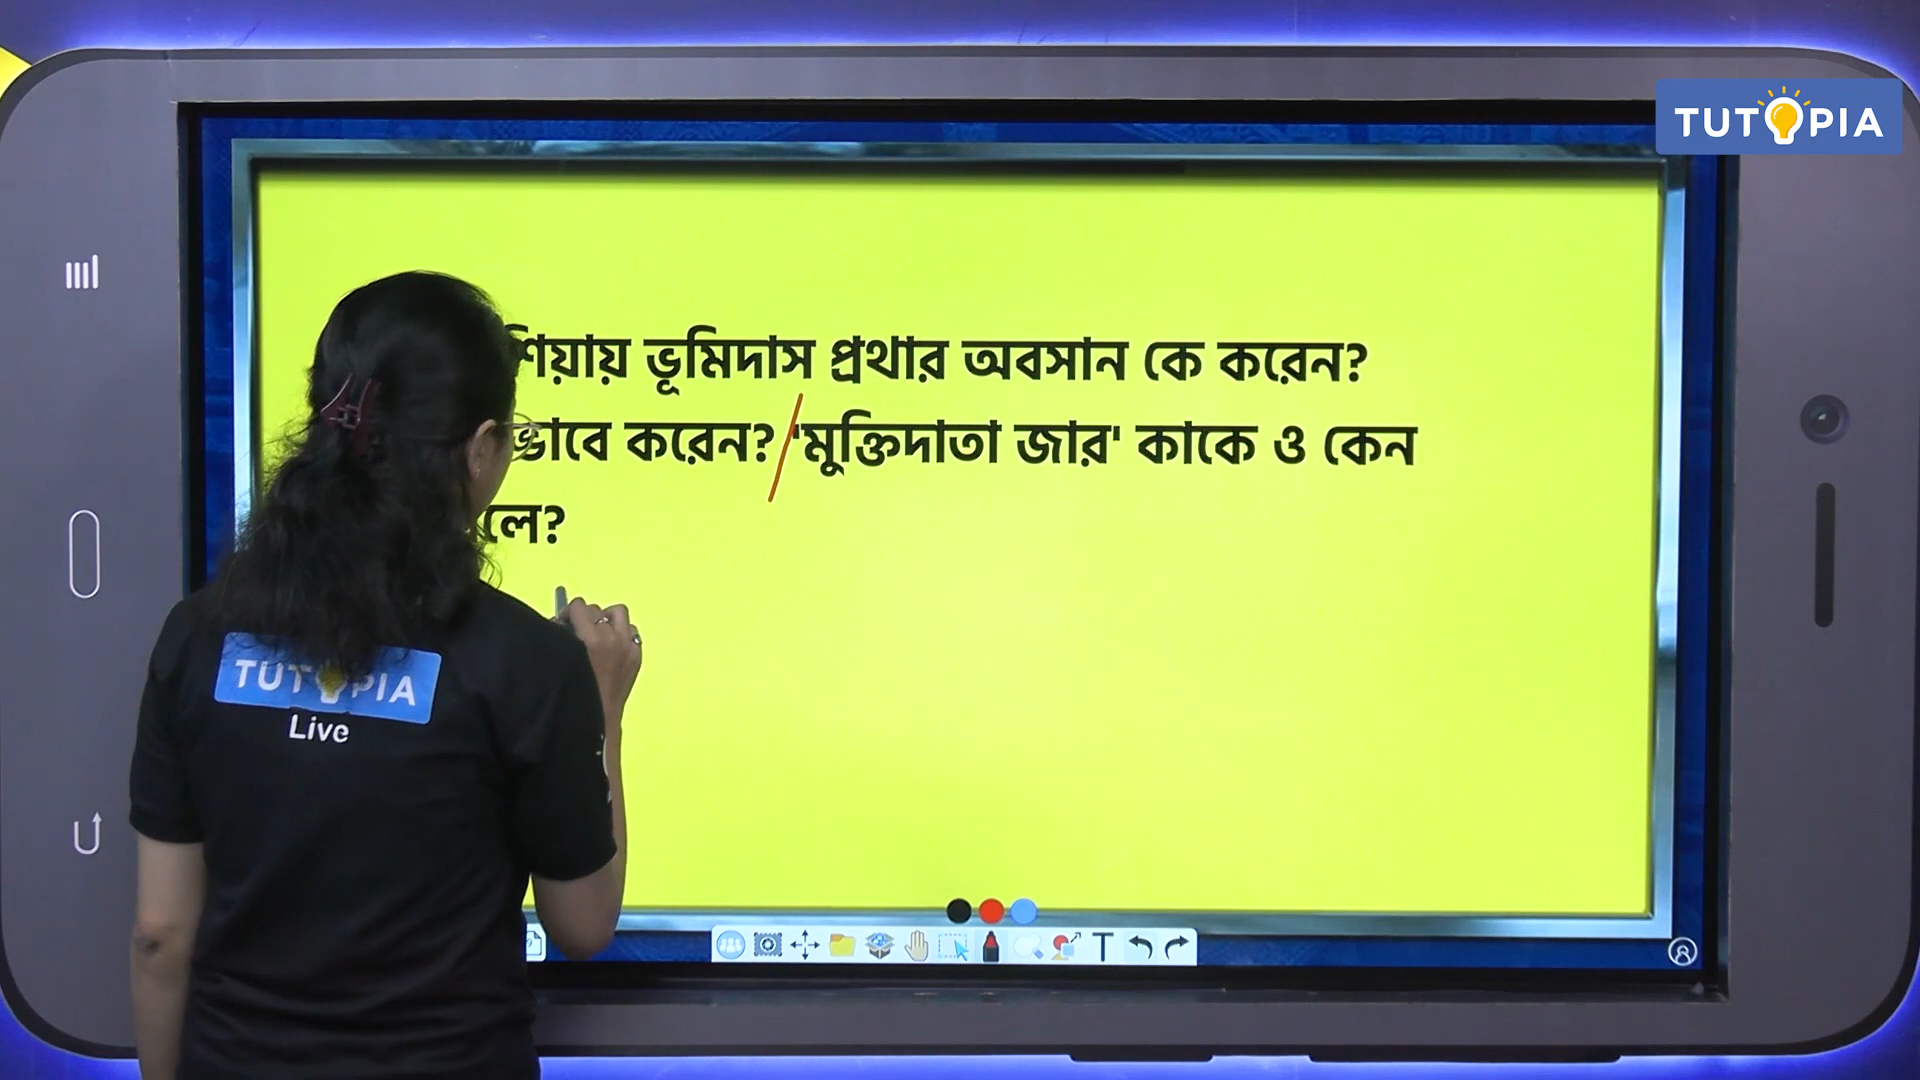 TUTOPIA
ভূমিদাস প্রথার অবসান কে করেন?
করেন? 'মুক্তিদাতা জার' কাকে ও কেন
TUTOPIA
Live